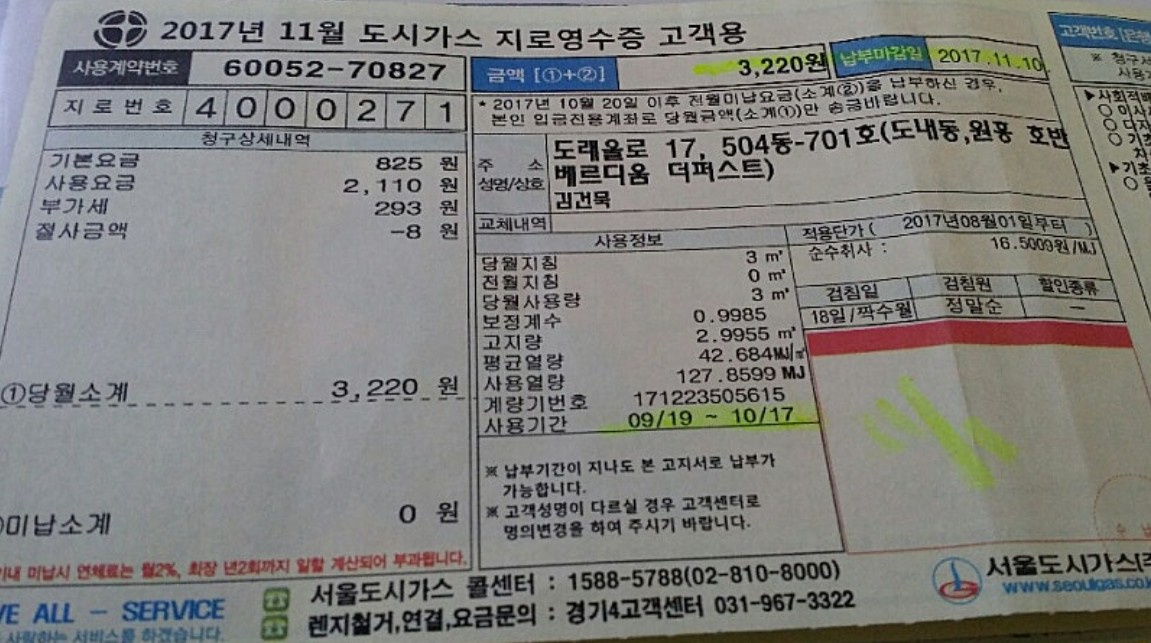 2017년 11월 도시가스 지로영수증 고객용
사용계약번호 60052-70827
지로번호 4000271
청구상세내역
기본요금 825 원
사용요금 2,110 원
부가세 293 원
절사금액 -8 원
①당월소계 3,220 원
미납소계 0 원
미납시 연체료는 월2%, 최장 년2회까지 일할 계산되어 부과됩니다.
금액 [①+②] 3,220원 납부마감일 2017.11.10.
* 2017년 10월 20일 이후 전월미납요금(소계②)을 납부하신 경우,
본인 입금전용계좌로 당월금액(소계①)만 송금바랍니다.
주 소
성명/상호
도래울로 17, 504동-701호(도내동,원흥 호반
베르디움 더퍼스트)
김건묵
교체내역
사용정보
당월지침 3 ㎥
전월지침 0 ㎥
당월사용량 3 ㎥
보정계수 0.9985
고지량 2.9955 ㎥
평균열량 42.684MJ/㎥
사용열량 127.8599 MJ
계량기번호 171223505615
사용기간 09/19 ~ 10/17
적용단가 ( 2017년08월01일부터 )
순수취사 : 16.5009원/MJ
검침일 검침원 할인종류
18일/짝수월 정말순 —
※ 납부기간이 지나도 본 고지서로 납부가
가능합니다.
※ 고객성명이 다르실 경우 고객센터로
명의변경을 하여 주시기 바랍니다.
고객번호 [은행
※ 청구서
사용
▶사회적배
○ 이사
○ 다자
○ 기초
차
▶기초
VE ALL - SERVICE
사랑하는 서비스를 하겠습니다.
서울도시가스 콜센터 : 1588-5788(02-810-8000)
렌지철거,연결,요금문의 : 경기4고객센터 031-967-3322
서울도시가스(주
www.seoulgas.co.k